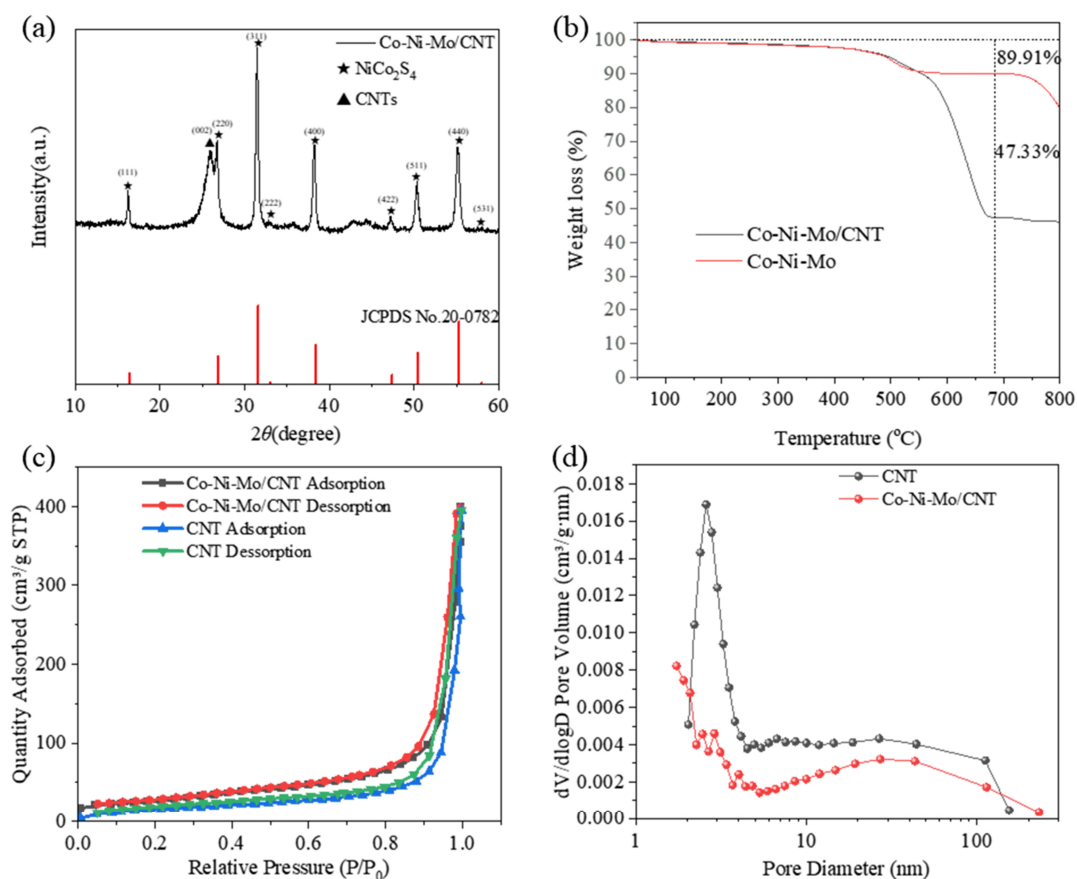 (a)
Co-Ni-Mo/CNT
NiCo₂S₄
CNTs
(111)
(002)
(220)
(311)
(222)
(400)
(422)
(511)
(440)
(531)
JCPDS No.20-0782
Intensity(a.u.)
10 20 30 40 50 60
2θ(degree)
(b)
100
90
80
70
60
50
40
30
20
10
0
89.91%
47.33%
Co-Ni-Mo/CNT
Co-Ni-Mo
Weight loss (%)
100 200 300 400 500 600 700 800
Temperature (°C)
(c)
Co-Ni-Mo/CNT Adsorption
Co-Ni-Mo/CNT Dessorption
CNT Adsorption
CNT Dessorption
400
300
200
100
0
Quantity Adsorbed (cm³/g STP)
0.0 0.2 0.4 0.6 0.8 1.0
Relative Pressure (P/P₀)
(d)
CNT
Co-Ni-Mo/CNT
0.018
0.016
0.014
0.012
0.010
0.008
0.006
0.004
0.002
0.000
dV/dlogD Pore Volume (cm³/g·nm)
1 10 100
Pore Diameter (nm)